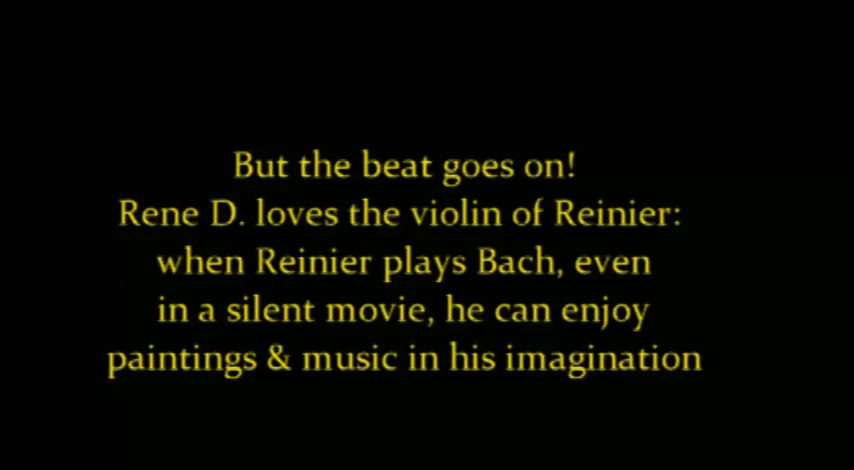 But the beat goes on!
Rene D. loves the violin of Reinier:
when Reinier plays Bach, even
in a silent movie, he can enjoy
paintings & music in his imagination